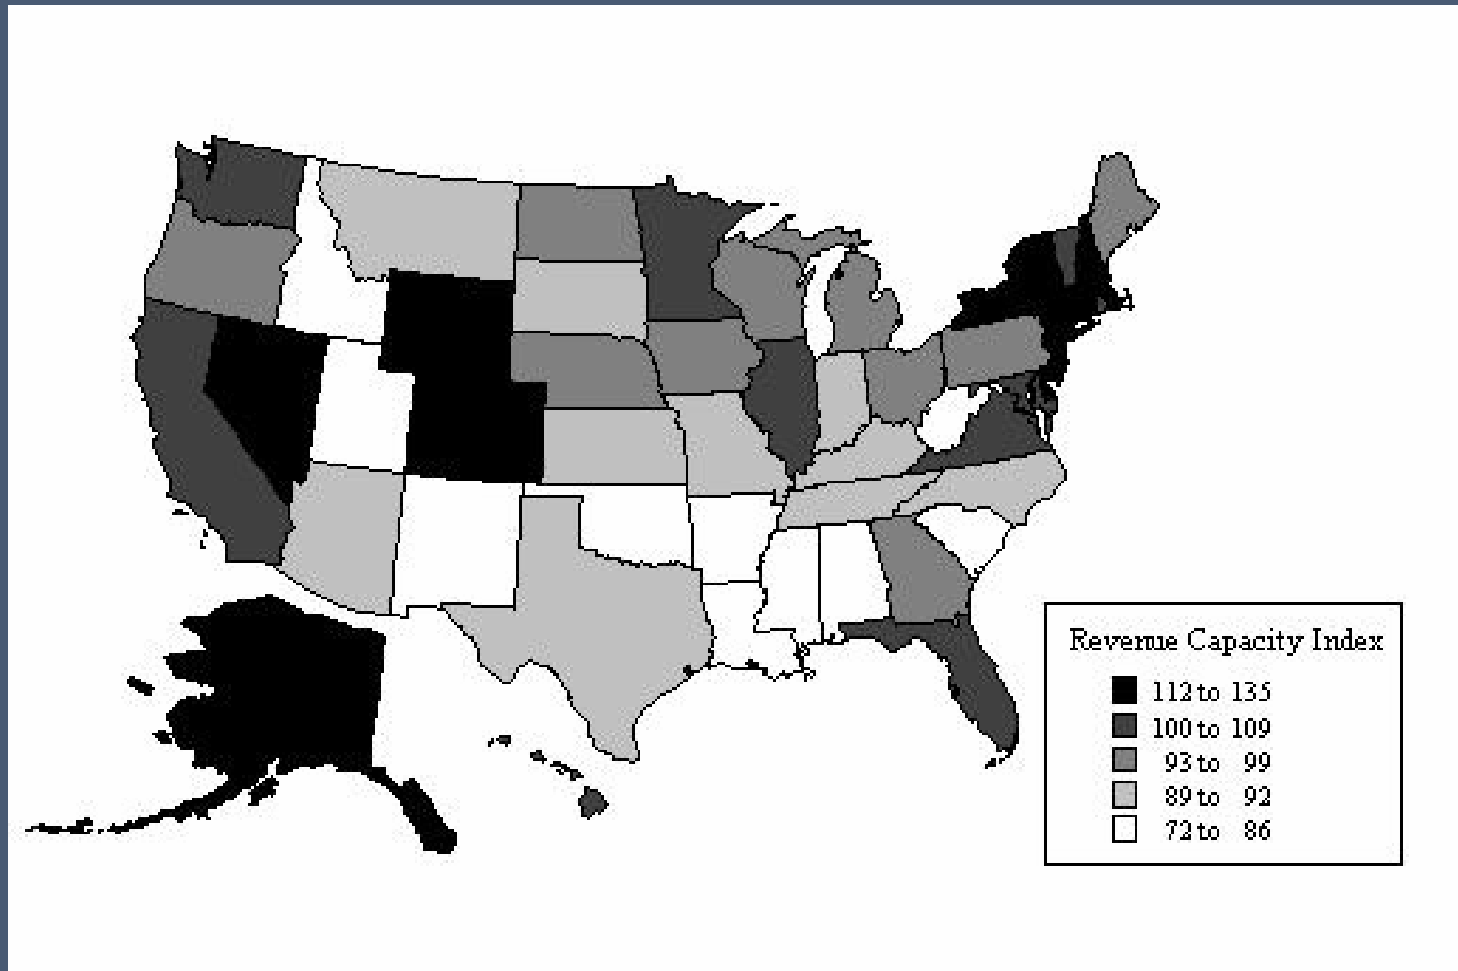 Revenue Capacity Index
112 to 135
100 to 109
93 to 99
89 to 92
72 to 86